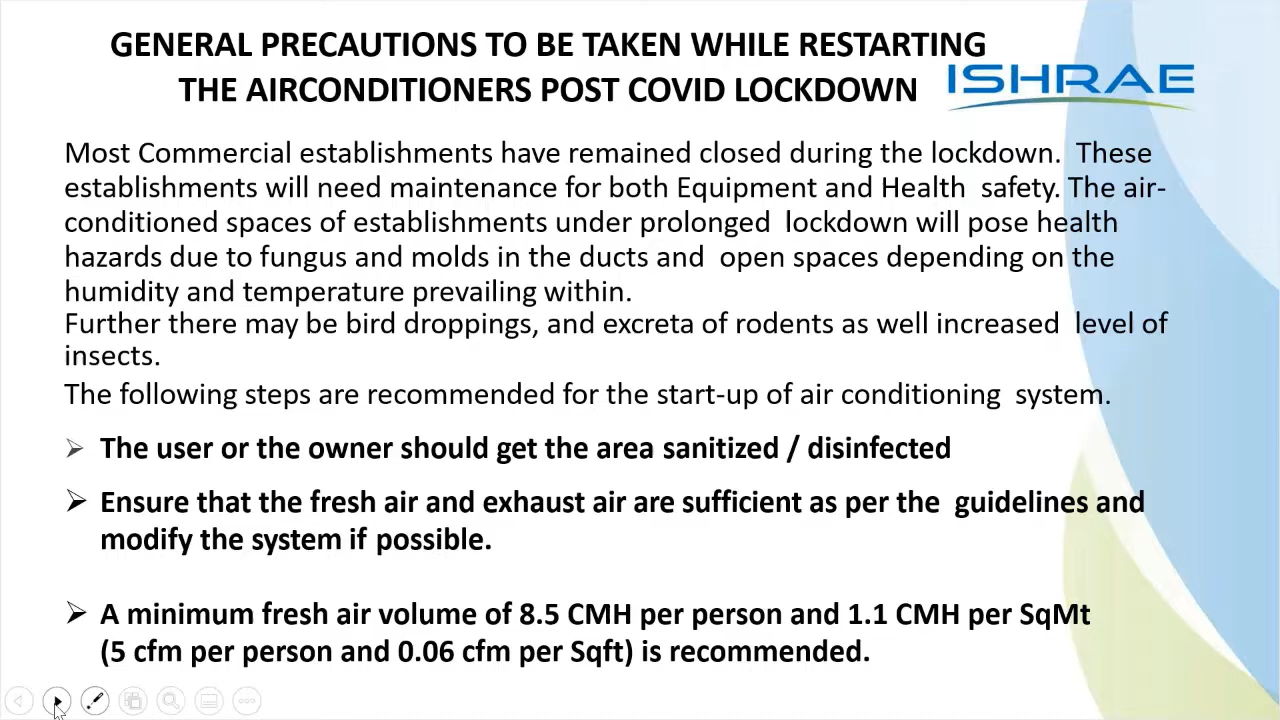 GENERAL PRECAUTIONS TO BE TAKEN WHILE RESTARTING
THE AIRCONDITIONERS POST COVID LOCKDOWN
ISHRAE
Most Commercial establishments have remained closed during the lockdown. These
establishments will need maintenance for both Equipment and Health safety. The air-
conditioned spaces of establishments under prolonged lockdown will pose health
hazards due to fungus and molds in the ducts and open spaces depending on the
humidity and temperature prevailing within.
Further there may be bird droppings, and excreta of rodents as well increased level of
insects.
The following steps are recommended for the start-up of air conditioning system.
➢ The user or the owner should get the area sanitized / disinfected
➢ Ensure that the fresh air and exhaust air are sufficient as per the guidelines and
modify the system if possible.
➢ A minimum fresh air volume of 8.5 CMH per person and 1.1 CMH per SqMt
(5 cfm per person and 0.06 cfm per Sqft) is recommended.